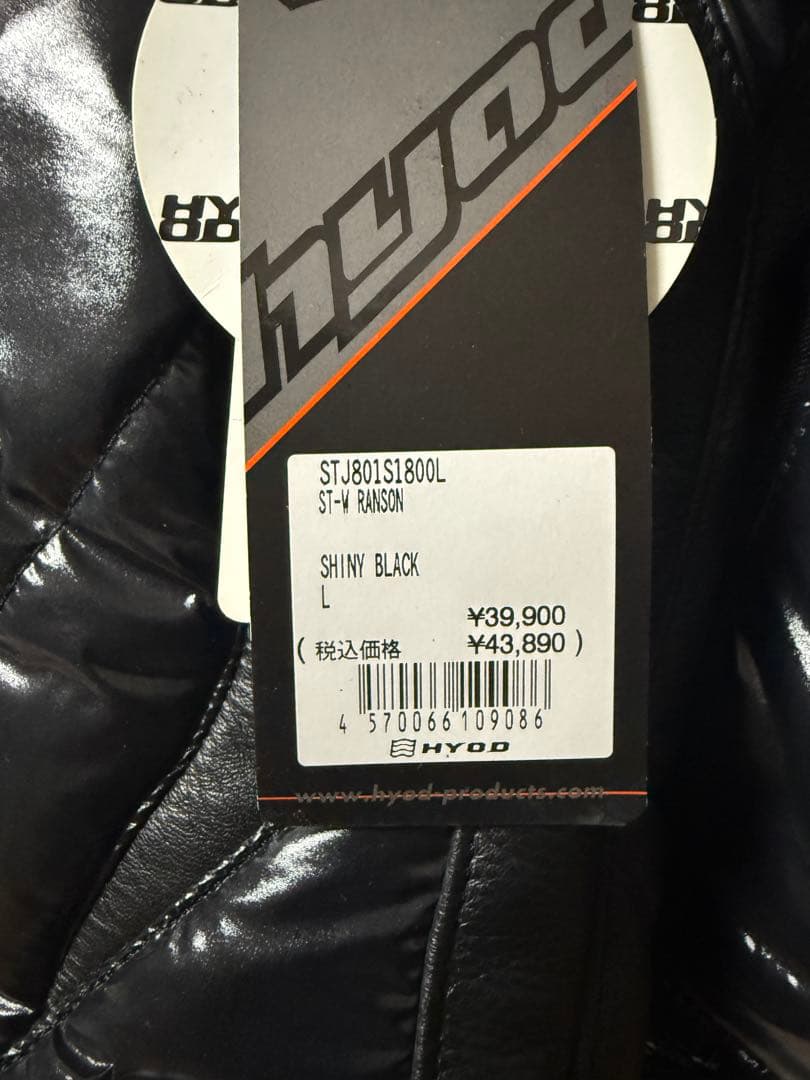 hyod
STJ801S1800L
ST-W RANSON
SHINY BLACK
L
¥39,900
( 税込価格 ¥43,890 )
4 570066 109086
HYOD
www.hyod-products.com